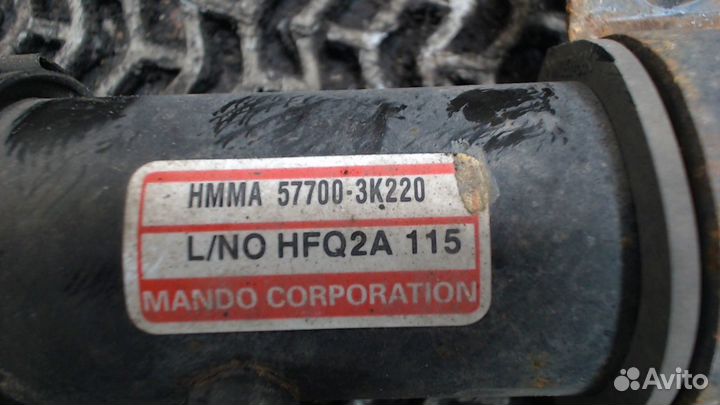 HMMA 57700-3K220
L/NO HFQ2A 115
MANDO CORPORATION
Avito